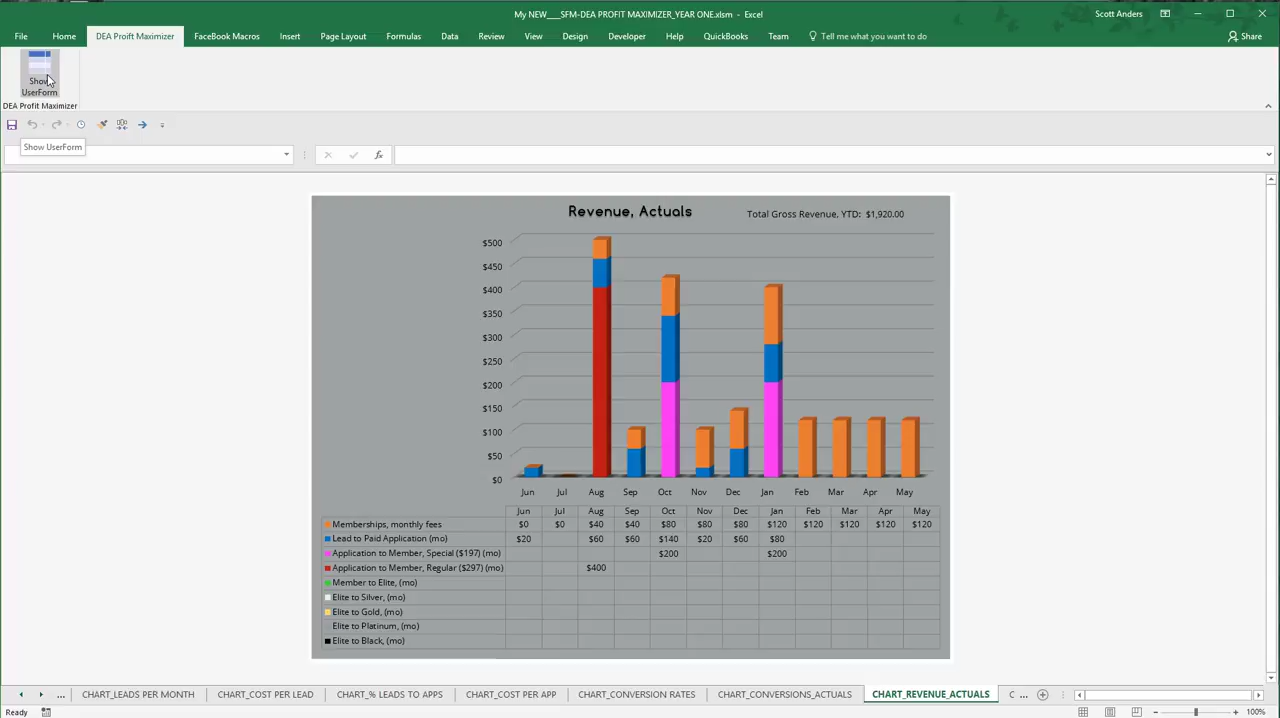 My NEW___SFM-DEA PROFIT MAXIMIZER_YEAR ONE.xlsm - Excel
Scott Anders
File Home DEA Proifit Maximizer FaceBook Macros Insert Page Layout Formulas Data Review View Design Developer Help QuickBooks Team Tell me what you want to do Share
Show
UserForm
DEA Profit Maximizer
Show UserForm
fx
Revenue, Actuals
Total Gross Revenue, YTD: $1,920.00
$500
$450
$400
$350
$300
$250
$200
$150
$100
$50
$0
Jun Jul Aug Sep Oct Nov Dec Jan Feb Mar Apr May
Jun Jul Aug Sep Oct Nov Dec Jan Feb Mar Apr May
Memberships, monthly fees $0 $0 $40 $40 $80 $80 $80 $120 $120 $120 $120 $120
Lead to Paid Application (mo) $20 $60 $60 $140 $20 $60 $80
Application to Member, Special ($197) (mo) $200 $200
Application to Member, Regular ($297) (mo) $400
Member to Elite, (mo)
Elite to Silver, (mo)
Elite to Gold, (mo)
Elite to Platinum, (mo)
Elite to Black, (mo)
... CHART_LEADS PER MONTH CHART_COST PER LEAD CHART_% LEADS TO APPS CHART_COST PER APP CHART_CONVERSION RATES CHART_CONVERSIONS_ACTUALS CHART_REVENUE_ACTUALS C ...
Ready 100%